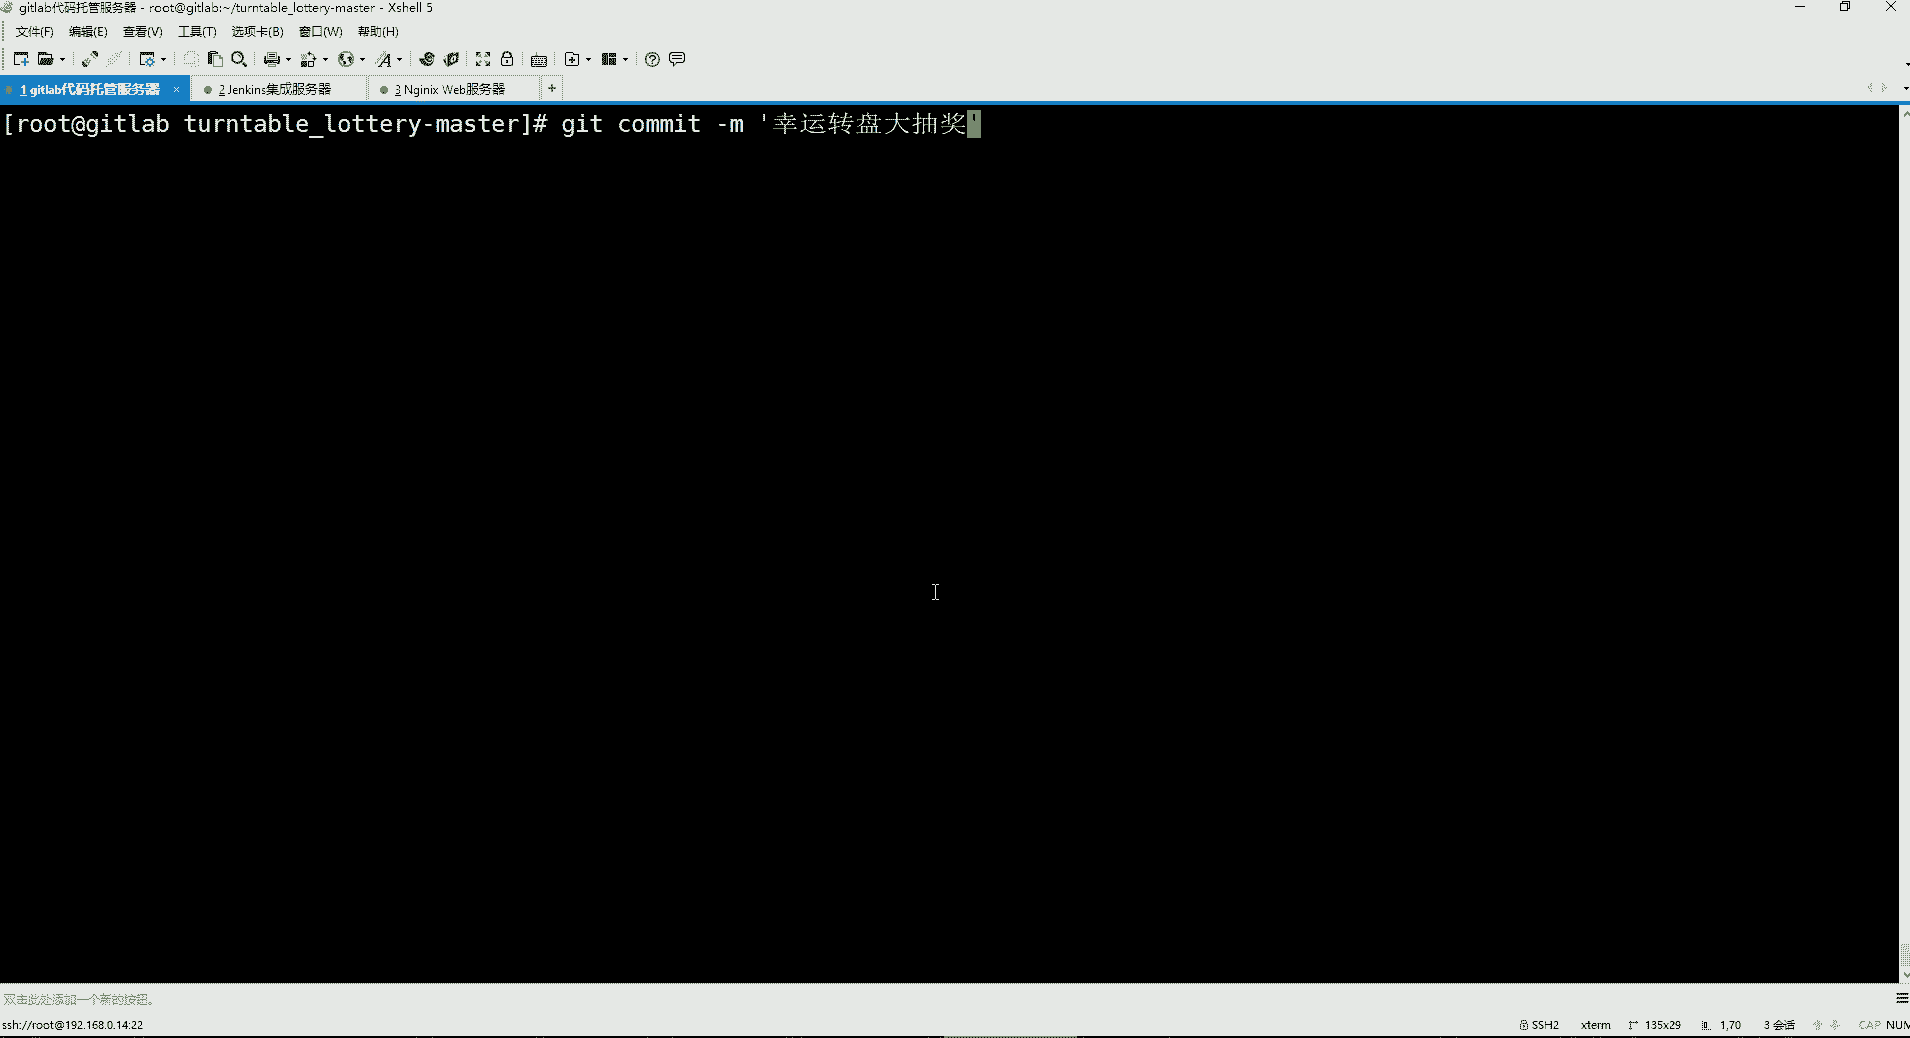 gitlab代码托管服务器 - root@gitlab:~/turntable_lottery-master - Xshell 5
文件(F) 编辑(E) 查看(V) 工具(T) 选项卡(B) 窗口(W) 帮助(H)
1 gitlab代码托管服务器 × 2 Jenkins集成服务器 3 Nginix Web服务器 +
[root@gitlab turntable_lottery-master]# git commit -m '幸运转盘大抽奖'
双击此处添加一个新的按钮。
ssh://root@192.168.0.14:22 SSH2 xterm 135x29 1,70 3 会话 CAP NUM